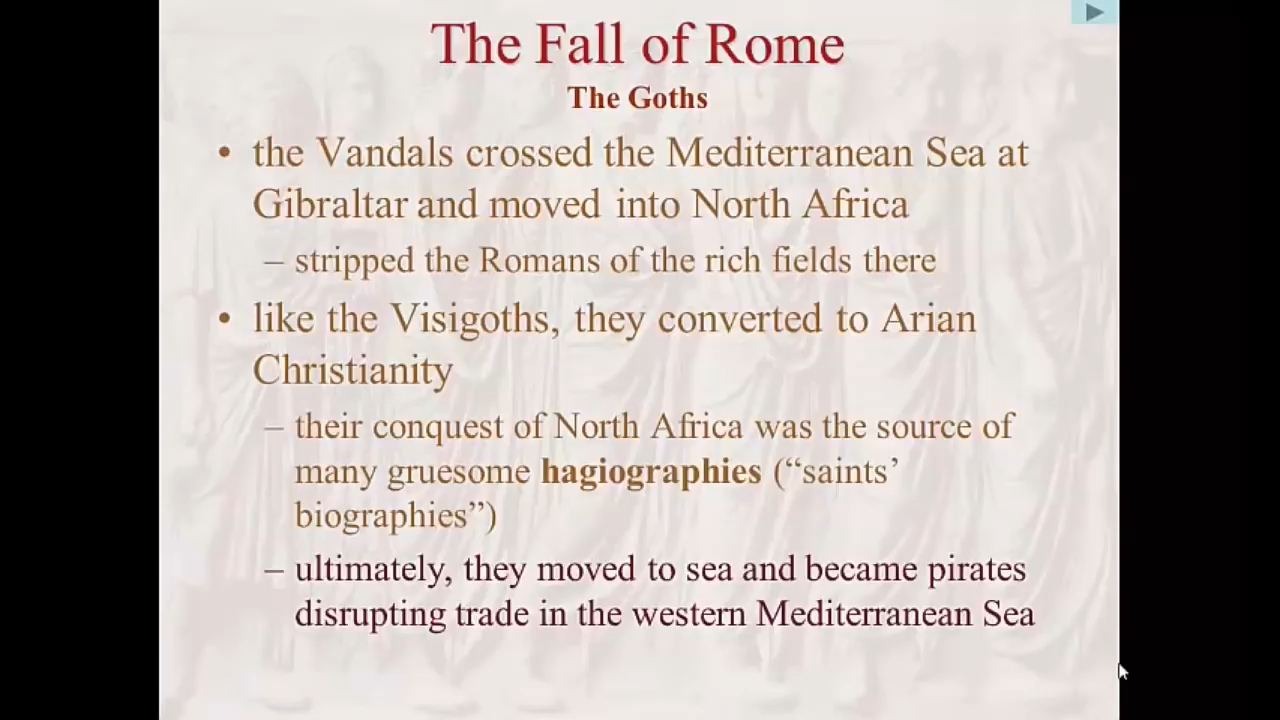 The Fall of Rome
The Goths
• the Vandals crossed the Mediterranean Sea at
Gibraltar and moved into North Africa
– stripped the Romans of the rich fields there
• like the Visigoths, they converted to Arian
Christianity
– their conquest of North Africa was the source of
many gruesome hagiographies (“saints’
biographies”)
– ultimately, they moved to sea and became pirates
disrupting trade in the western Mediterranean Sea